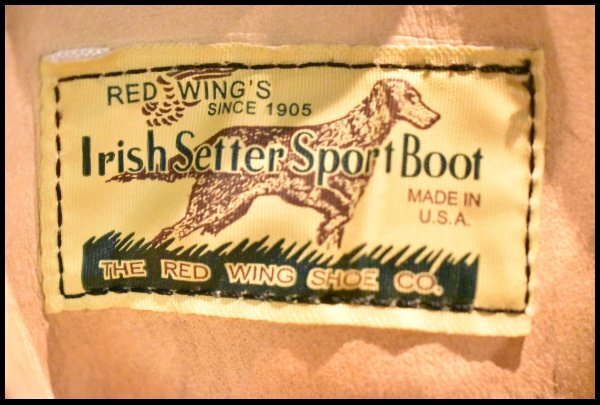 RED WING'S
SINCE 1905
Irish Setter Sport Boot
MADE IN
U.S.A.
THE RED WING SHOE CO.